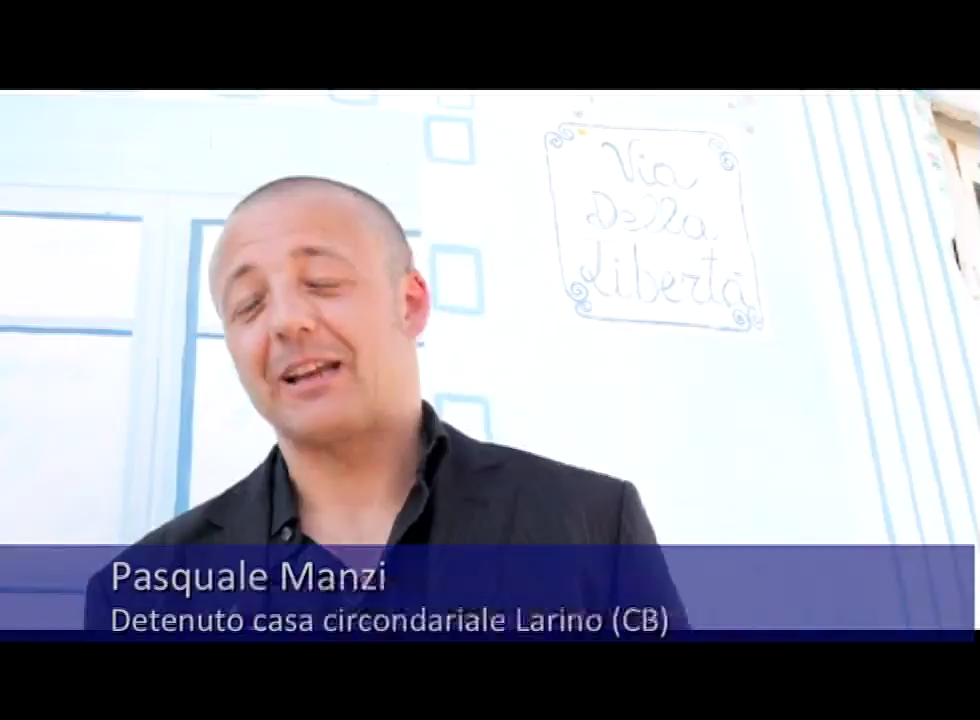 Via
Della
Libertà
Pasquale Manzi
Detenuto casa circondariale Larino (CB)